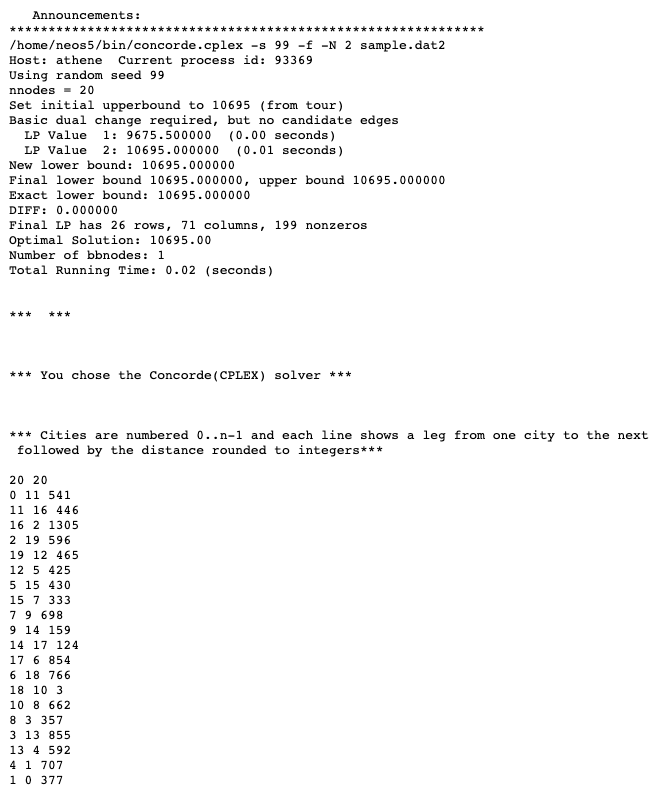 Announcements:
*************************************************************
/home/neos5/bin/concorde.cplex -s 99 -f -N 2 sample.dat2
Host: athene  Current process id: 93369
Using random seed 99
nnodes = 20
Set initial upperbound to 10695 (from tour)
Basic dual change required, but no candidate edges
  LP Value  1: 9675.500000  (0.00 seconds)
  LP Value  2: 10695.000000  (0.01 seconds)
New lower bound: 10695.000000
Final lower bound 10695.000000, upper bound 10695.000000
Exact lower bound: 10695.000000
DIFF: 0.000000
Final LP has 26 rows, 71 columns, 199 nonzeros
Optimal Solution: 10695.00
Number of bbnodes: 1
Total Running Time: 0.02 (seconds)
***  ***
*** You chose the Concorde(CPLEX) solver ***
*** Cities are numbered 0..n-1 and each line shows a leg from one city to the next
 followed by the distance rounded to integers***
20 20
0 11 541
11 16 446
16 2 1305
2 19 596
19 12 465
12 5 425
5 15 430
15 7 333
7 9 698
9 14 159
14 17 124
17 6 854
6 18 766
18 10 3
10 8 662
8 3 357
3 13 855
13 4 592
4 1 707
1 0 377